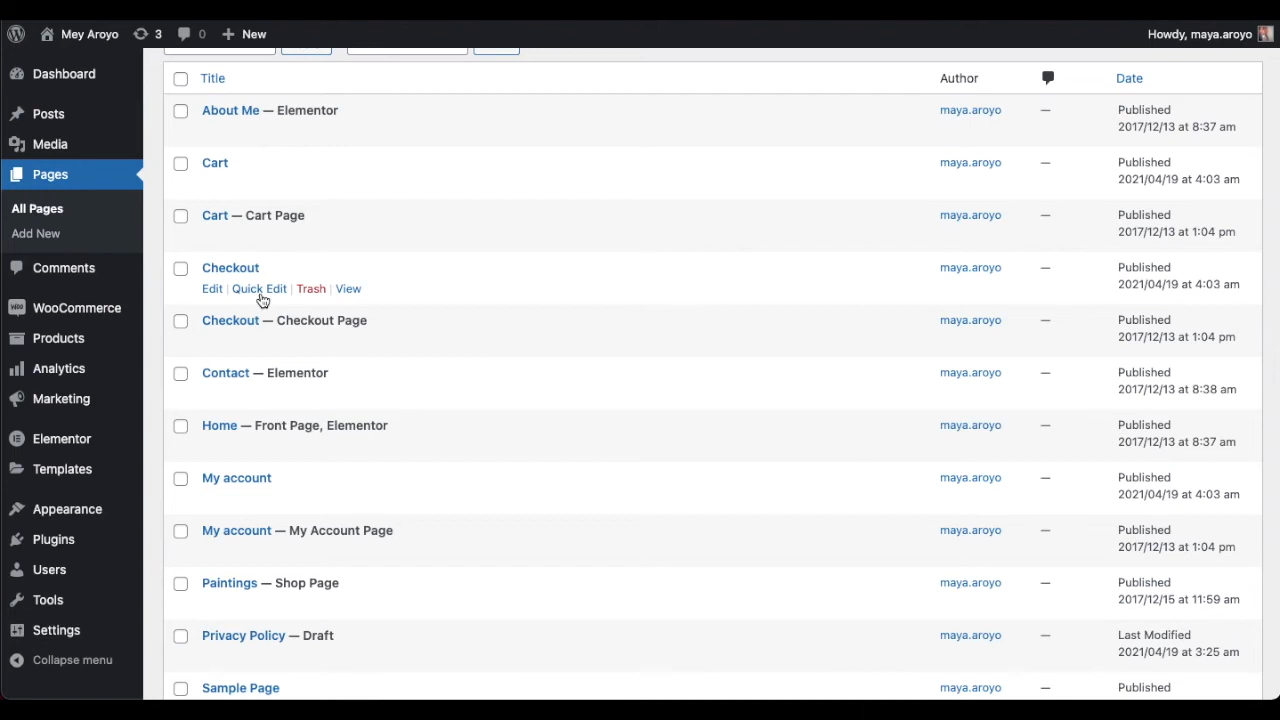 Mey Aroyo 3 0 + New Howdy, maya.aroyo
Dashboard
Posts
Media
Pages
All Pages
Add New
Comments
WooCommerce
Products
Analytics
Marketing
Elementor
Templates
Appearance
Plugins
Users
Tools
Settings
Collapse menu
Title Author Date
About Me — Elementor maya.aroyo — Published
2017/12/13 at 8:37 am
Cart maya.aroyo — Published
2021/04/19 at 4:03 am
Cart — Cart Page maya.aroyo — Published
2017/12/13 at 1:04 pm
Checkout maya.aroyo — Published
2021/04/19 at 4:03 am
Edit | Quick Edit | Trash | View
Checkout — Checkout Page maya.aroyo — Published
2017/12/13 at 1:04 pm
Contact — Elementor maya.aroyo — Published
2017/12/13 at 8:38 am
Home — Front Page, Elementor maya.aroyo — Published
2017/12/13 at 8:37 am
My account maya.aroyo — Published
2021/04/19 at 4:03 am
My account — My Account Page maya.aroyo — Published
2017/12/13 at 1:04 pm
Paintings — Shop Page maya.aroyo — Published
2017/12/15 at 11:59 am
Privacy Policy — Draft maya.aroyo — Last Modified
2021/04/19 at 3:25 am
Sample Page maya.aroyo — Published